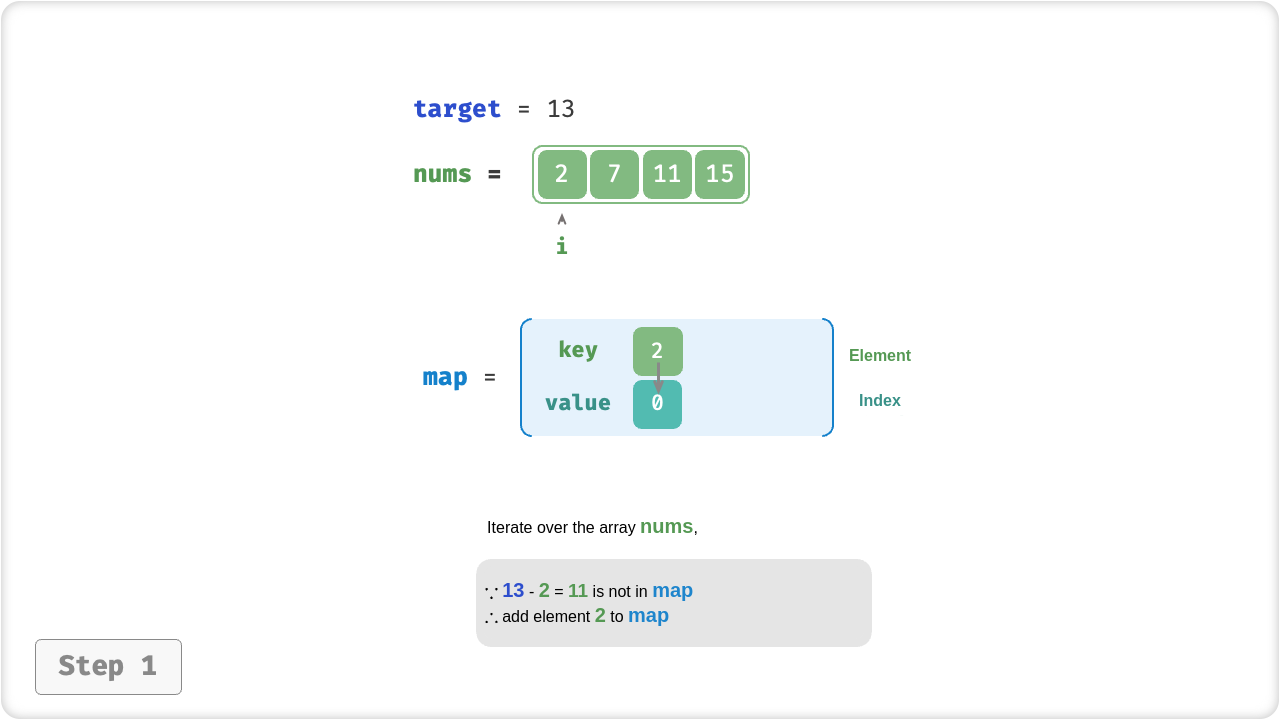 target = 13
nums = 2 7 11 15
i
key 2 Element
map =
value 0 Index
Iterate over the array nums,
∵ 13 - 2 = 11 is not in map
∴ add element 2 to map
Step 1